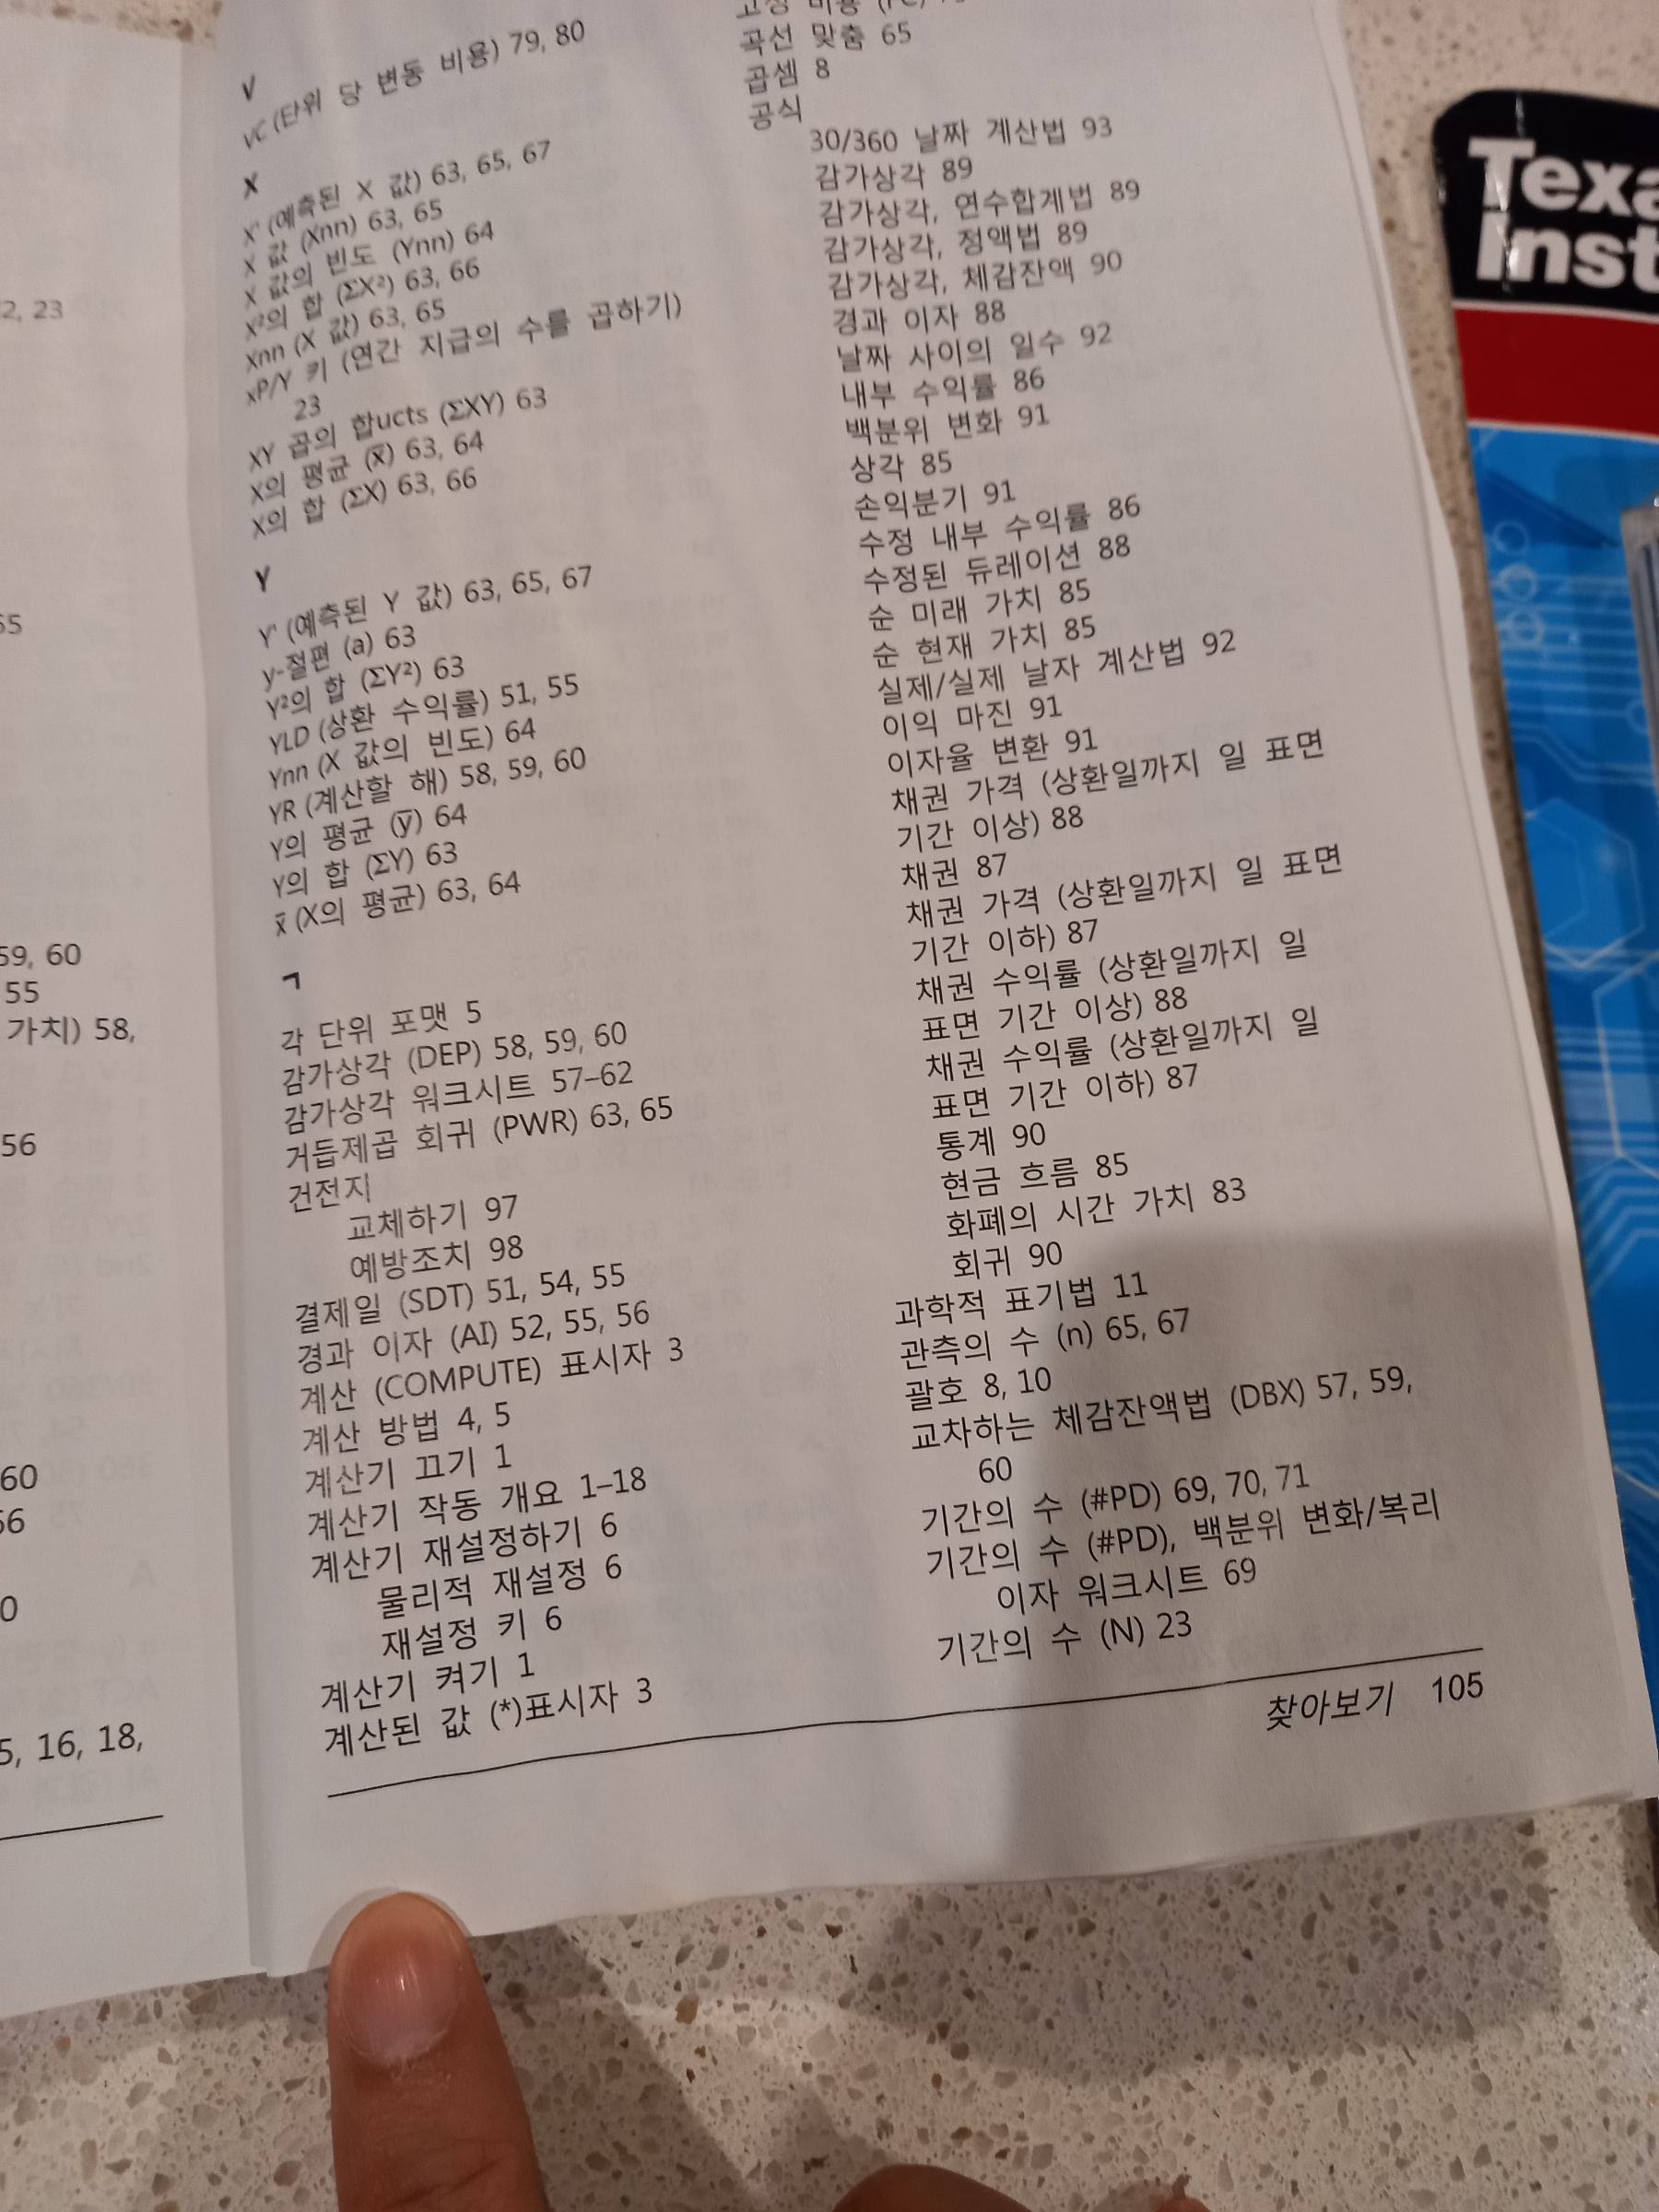 2, 23
55
59, 60
55
가치) 58,
56
60
56
0
5, 16, 18,
V
VC (단위 당 변동 비용) 79, 80
X
X' (예측된 X 값) 63, 65, 67
X 값 (Xnn) 63, 65
X 값의 빈도 (Ynn) 64
X²의 합 (ΣX²) 63, 66
Xnn (X 값) 63, 65
xP/Y 키 (연간 지급의 수를 곱하기)
23
XY 곱의 합ucts (ΣXY) 63
X의 평균 (x̅) 63, 64
X의 합 (ΣX) 63, 66
Y
Y' (예측된 Y 값) 63, 65, 67
y-절편 (a) 63
Y²의 합 (ΣY²) 63
YLD (상환 수익률) 51, 55
Ynn (X 값의 빈도) 64
YR (계산할 해) 58, 59, 60
Y의 평균 (y̅) 64
Y의 합 (ΣY) 63
x̅ (X의 평균) 63, 64
ㄱ
각 단위 포맷 5
감가상각 (DEP) 58, 59, 60
감가상각 워크시트 57–62
거듭제곱 회귀 (PWR) 63, 65
건전지
교체하기 97
예방조치 98
결제일 (SDT) 51, 54, 55
경과 이자 (AI) 52, 55, 56
계산 (COMPUTE) 표시자 3
계산 방법 4, 5
계산기 끄기 1
계산기 작동 개요 1–18
계산기 재설정하기 6
물리적 재설정 6
재설정 키 6
계산기 켜기 1
계산된 값 (*)표시자 3
고정 비용 (FC)
곡선 맞춤 65
곱셈 8
공식
30/360 날짜 계산법 93
감가상각 89
감가상각, 연수합계법 89
감가상각, 정액법 89
감가상각, 체감잔액 90
경과 이자 88
날짜 사이의 일수 92
내부 수익률 86
백분위 변화 91
상각 85
손익분기 91
수정 내부 수익률 86
수정된 듀레이션 88
순 미래 가치 85
순 현재 가치 85
실제/실제 날자 계산법 92
이익 마진 91
이자율 변환 91
채권 가격 (상환일까지 일 표면
기간 이상) 88
채권 87
채권 가격 (상환일까지 일 표면
기간 이하) 87
채권 수익률 (상환일까지 일
표면 기간 이상) 88
채권 수익률 (상환일까지 일
표면 기간 이하) 87
통계 90
현금 흐름 85
화폐의 시간 가치 83
회귀 90
과학적 표기법 11
관측의 수 (n) 65, 67
괄호 8, 10
교차하는 체감잔액법 (DBX) 57, 59,
60
기간의 수 (#PD) 69, 70, 71
기간의 수 (#PD), 백분위 변화/복리
이자 워크시트 69
기간의 수 (N) 23
찾아보기 105
Texa
Inst